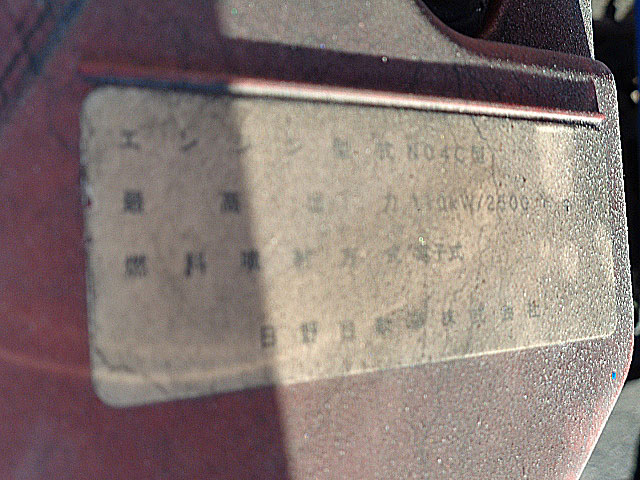 エンジン型式 N04C型
最高出力 110kW/2800
燃料噴射方式 電子式
日野自動車株式会社